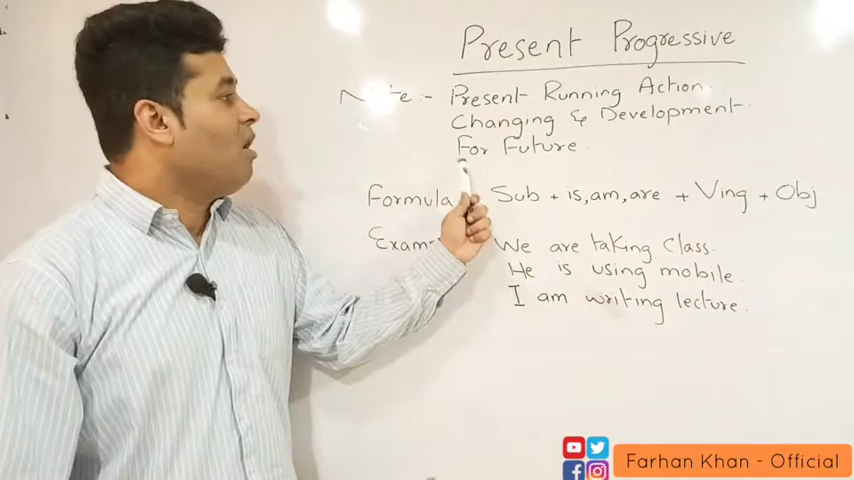 Present Progressive
Note:- Present Running Action.
Changing & Development.
For Future.
Formula Sub + is, am, are + Ving + Obj
We are taking Class.
He is using mobile.
I am writing lecture.
Farhan Khan - Official